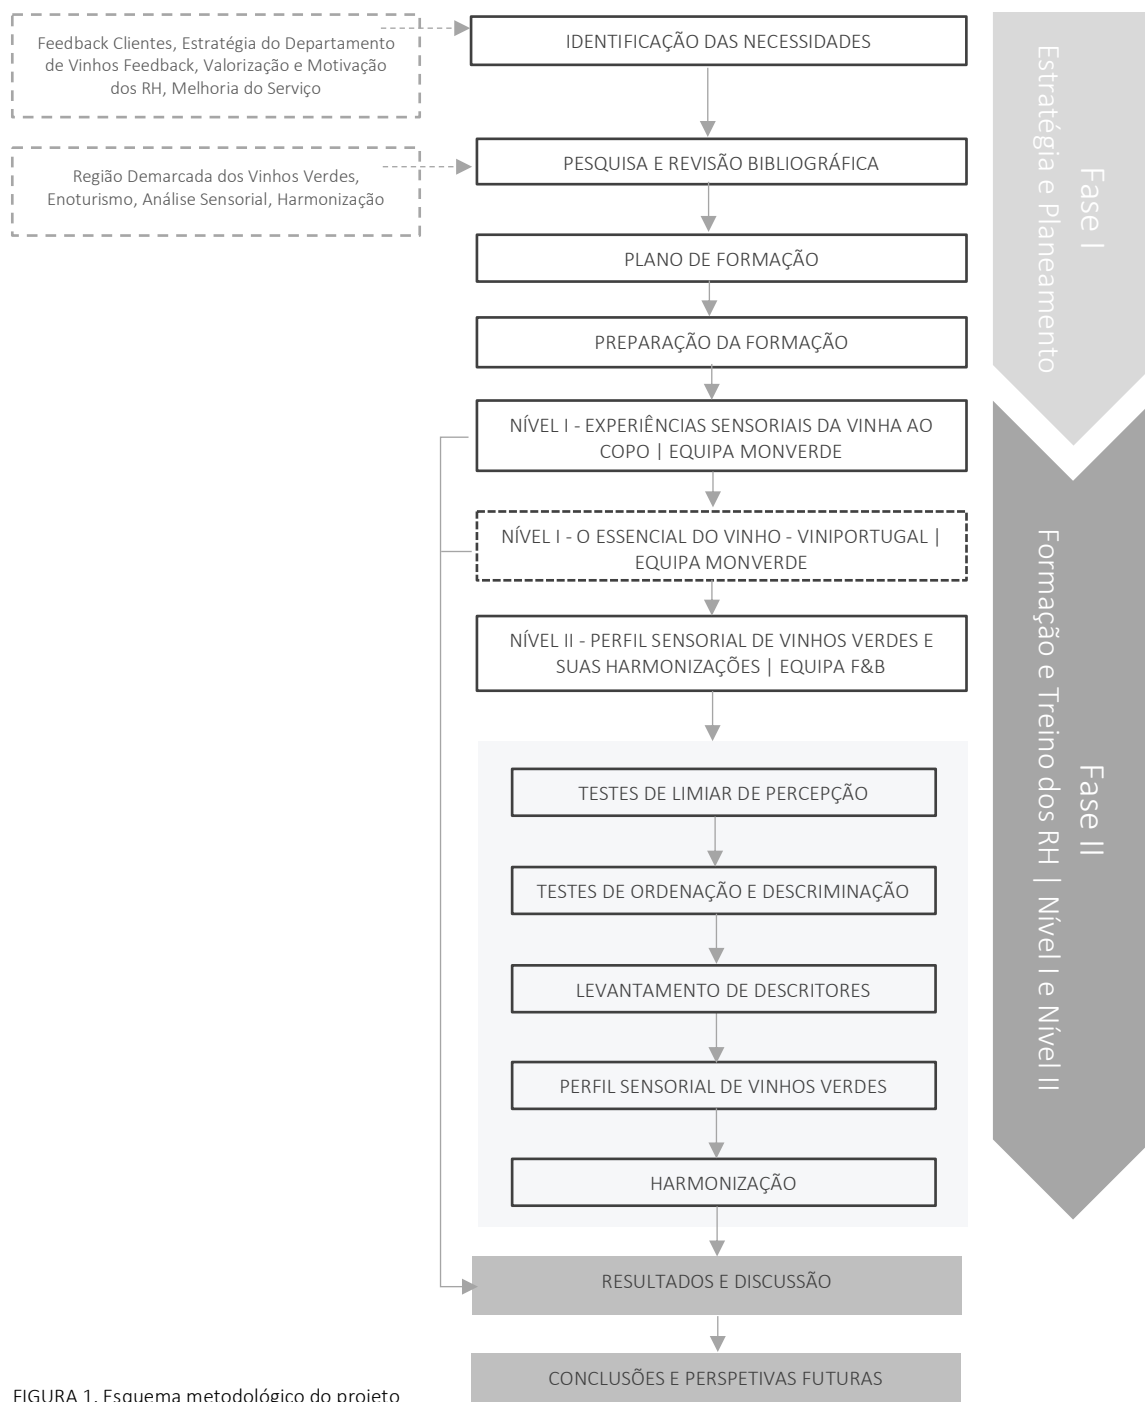 Feedback Clientes, Estratégia do Departamento
de Vinhos Feedback, Valorização e Motivação
dos RH, Melhoria do Serviço
IDENTIFICAÇÃO DAS NECESSIDADES
Região Demarcada dos Vinhos Verdes,
Enoturismo, Análise Sensorial, Harmonização
PESQUISA E REVISÃO BIBLIOGRÁFICA
PLANO DE FORMAÇÃO
PREPARAÇÃO DA FORMAÇÃO
Fase I
Estratégia e Planeamento
NÍVEL I - EXPERIÊNCIAS SENSORIAIS DA VINHA AO
COPO | EQUIPA MONVERDE
NÍVEL I - O ESSENCIAL DO VINHO - VINIPORTUGAL |
EQUIPA MONVERDE
NÍVEL II - PERFIL SENSORIAL DE VINHOS VERDES E
SUAS HARMONIZAÇÕES | EQUIPA F&B
TESTES DE LIMIAR DE PERCEPÇÃO
TESTES DE ORDENAÇÃO E DESCRIMINAÇÃO
LEVANTAMENTO DE DESCRITORES
PERFIL SENSORIAL DE VINHOS VERDES
HARMONIZAÇÃO
Fase II
Formação e Treino dos RH | Nível I e Nível II
RESULTADOS E DISCUSSÃO
CONCLUSÕES E PERSPETIVAS FUTURAS
FIGURA 1. Esquema metodológico do projeto